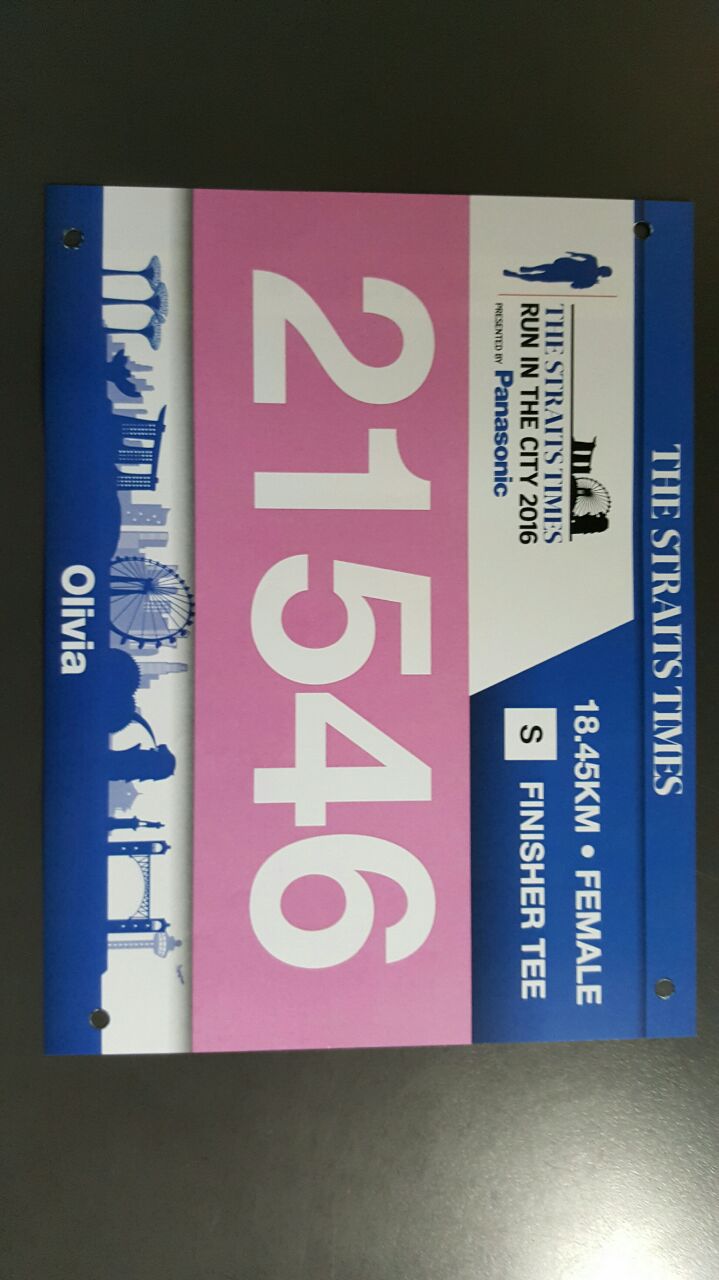 THE STRAITS TIMES
THE STRAITS TIMES
RUN IN THE CITY 2016
PRESENTED BY Panasonic
18.45KM • FEMALE
S FINISHER TEE
21546
Olivia